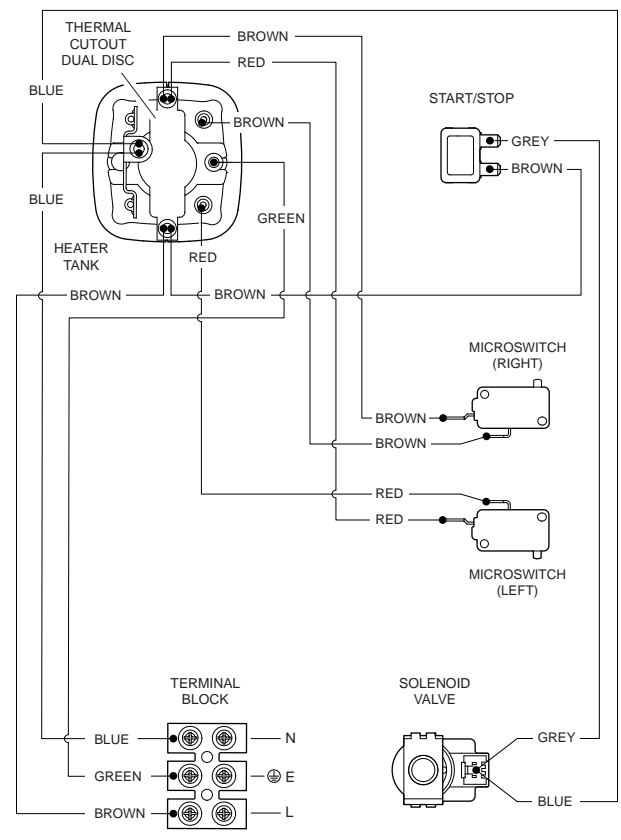 THERMAL
CUTOUT
DUAL DISC
BROWN
RED
BLUE
START/STOP
BROWN
GREY
BROWN
BLUE
GREEN
HEATER
TANK
RED
BROWN
BROWN
MICROSWITCH
(RIGHT)
BROWN
BROWN
RED
RED
MICROSWITCH
(LEFT)
TERMINAL
BLOCK
SOLENOID
VALVE
BLUE
N
GREY
GREEN
E
BLUE
BROWN
L